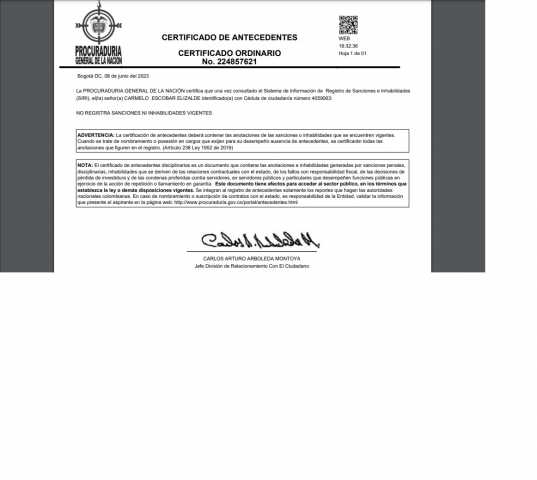 PROCURADURIA
GENERAL DE LA NACION
CERTIFICADO DE ANTECEDENTES
CERTIFICADO ORDINARIO
No. 224857621
WEB
16:32:36
Hoja 1 de 01
Bogotá DC, 08 de junio del 2023
La PROCURADURIA GENERAL DE LA NACIÓN certifica que una vez consultado el Sistema de Información de Registro de Sanciones e Inhabilidades
(SIRI), el(la) señor(a) CARMELO ESCOBAR ELIZALDE identificado(a) con Cédula de ciudadanía número
NO REGISTRA SANCIONES NI INHABILIDADES VIGENTES
ADVERTENCIA: La certificación de antecedentes deberá contener las anotaciones de las sanciones o inhabilidades que se encuentren vigentes.
Cuando se trate de nombramiento o posesión en cargos que exijan para su desempeño ausencia de antecedentes, se certificarán todas las
anotaciones que figuren en el registro. (Artículo 238 Ley 1952 de 2019)
NOTA: El certificado de antecedentes disciplinarios es un documento que contiene las anotaciones e inhabilidades generadas por sanciones penales,
disciplinarias, inhabilidades que se deriven de las relaciones contractuales con el estado, de los fallos con responsabilidad fiscal, de las decisiones de
pérdida de investidura y de las condenas proferidas contra servidores, ex servidores públicos y particulares que desempeñen funciones públicas en
ejercicio de la acción de repetición o llamamiento en garantía. Este documento tiene efectos para acceder al sector público, en los términos que
establezca la ley o demás disposiciones vigentes. Se integran al registro de antecedentes solamente los reportes que hagan las autoridades
nacionales colombianas. En caso de nombramiento o suscripción de contratos con el estado, es responsabilidad de la Entidad, validar la información
que presente el aspirante en la página web: http://www.procuraduria.gov.co/portal/antecedentes.html
CARLOS ARTURO ARBOLEDA MONTOYA
Jefe División de Relacionamiento Con El Ciudadano